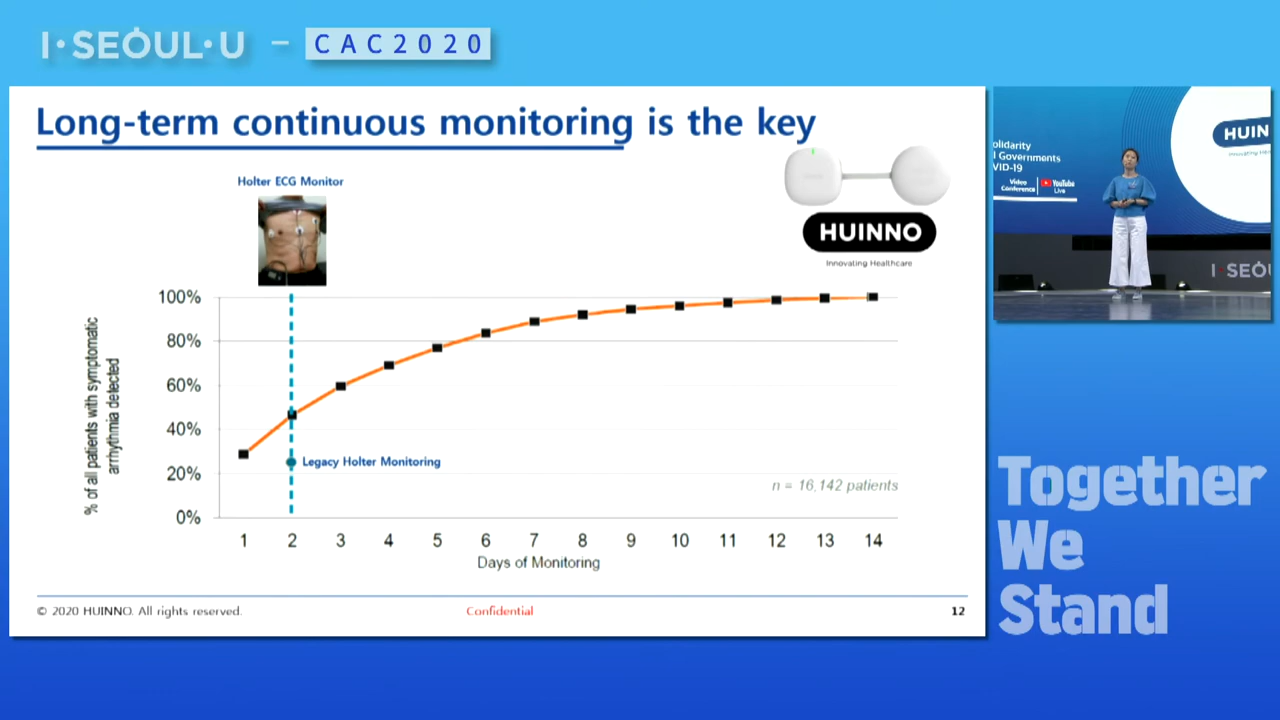 I·SEOUL·U – CAC2020
Long-term continuous monitoring is the key
Holter ECG Monitor
HUINNO
Innovating Healthcare
% of all patients with symptomatic
arrhythmia detected
100%
80%
60%
40%
20%
0%
Legacy Holter Monitoring
n = 16,142 patients
1 2 3 4 5 6 7 8 9 10 11 12 13 14
Days of Monitoring
© 2020 HUINNO. All rights reserved.
Confidential
12
olidarity
l Governments
VID-19
Video
Conference
YouTube
Live
HUIN
I·SEOU
Together
We
Stand